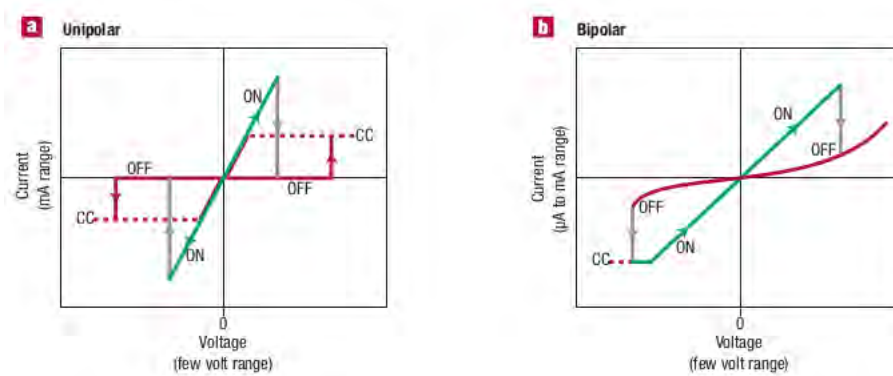 a Unipolar
ON
CC
OFF
OFF
CC
ON
Current
(mA range)
0
Voltage
(few volt range)
b Bipolar
ON
OFF
OFF
CC
ON
Current
(µA to mA range)
0
Voltage
(few volt range)